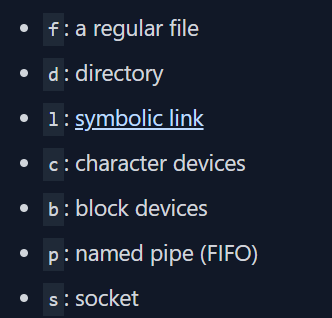 f: a regular file
d: directory
l: symbolic link
c: character devices
b: block devices
p: named pipe (FIFO)
s: socket